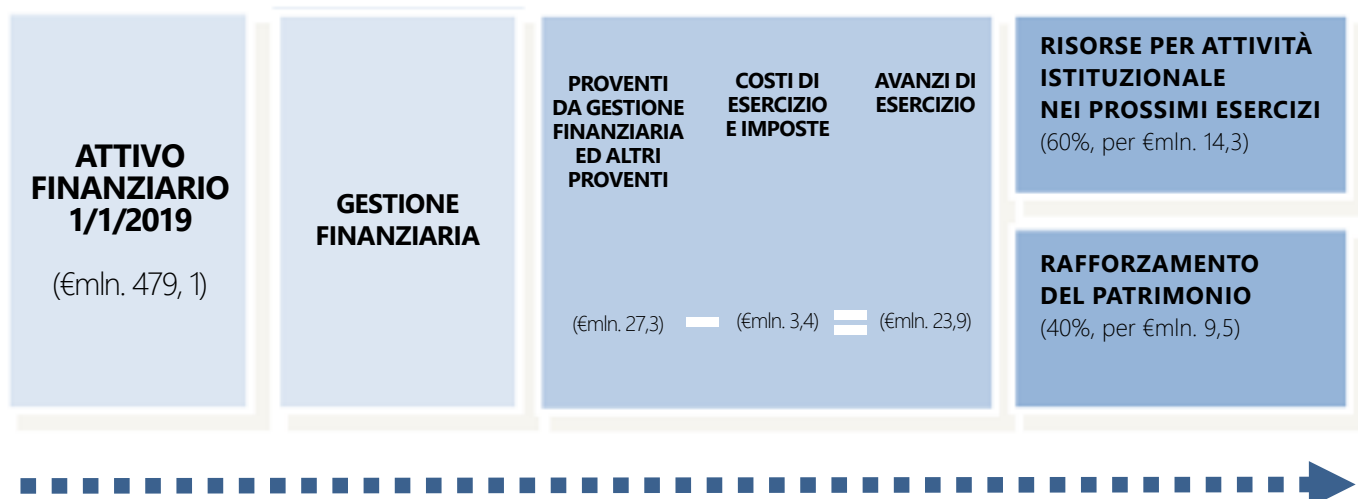 ATTIVO
FINANZIARIO
1/1/2019
(€mln. 479, 1)
GESTIONE
FINANZIARIA
PROVENTI
DA GESTIONE
FINANZIARIA
ED ALTRI
PROVENTI
(€mln. 27,3)
COSTI DI
ESERCIZIO
E IMPOSTE
(€mln. 3,4)
AVANZI DI
ESERCIZIO
(€mln. 23,9)
RISORSE PER ATTIVITÀ
ISTITUZIONALE
NEI PROSSIMI ESERCIZI
(60%, per €mln. 14,3)
RAFFORZAMENTO
DEL PATRIMONIO
(40%, per €mln. 9,5)